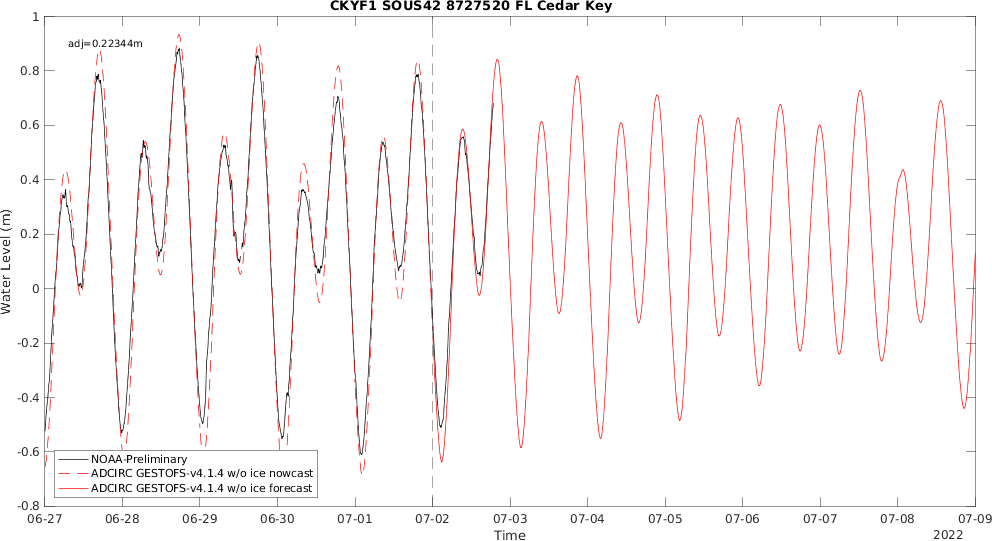 CKYF1 SOUS42 8727520 FL Cedar Key
adj=0.22344m
1
0.8
0.6
0.4
0.2
0
-0.2
-0.4
-0.6
-0.8
Water Level (m)
NOAA-Preliminary
ADCIRC GESTOFS-v4.1.4 w/o ice nowcast
ADCIRC GESTOFS-v4.1.4 w/o ice forecast
06-27 06-28 06-29 06-30 07-01 07-02 07-03 07-04 07-05 07-06 07-07 07-08 07-09
Time
2022